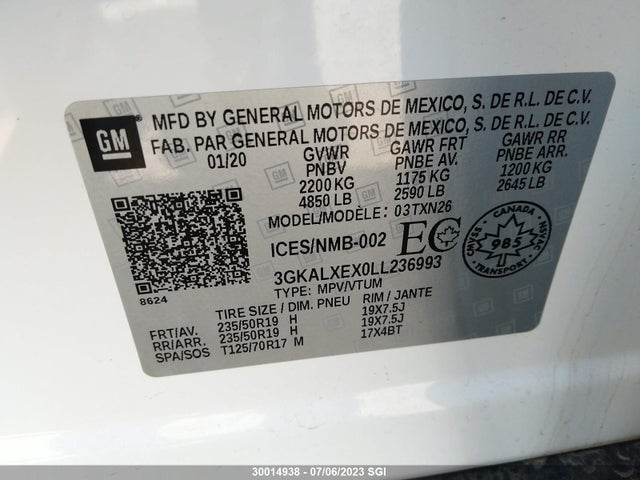 GM
MFD BY GENERAL MOTORS DE MEXICO, S. DE R.L. DE C.V.
FAB. PAR GENERAL MOTORS DE MEXICO, S. DE R.L. DE C.V.
01/20 GVWR GAWR FRT GAWR RR
PNBV PNBE AV. PNBE ARR.
2200 KG 1175 KG 1200 KG
4850 LB 2590 LB 2645 LB
MODEL/MODÈLE: 03TXN26
ICES/NMB-002 EC
CANADA
985
TRANSPORT
3GKALXEX0LL236993
8624
TYPE: MPV/VTUM
TIRE SIZE / DIM. PNEU RIM / JANTE
FRT/AV. 235/50R19 H 19X7.5J
RR/ARR. 235/50R19 H 19X7.5J
SPA/SOS T125/70R17 M 17X4BT
30014938 - 07/06/2023 SGI